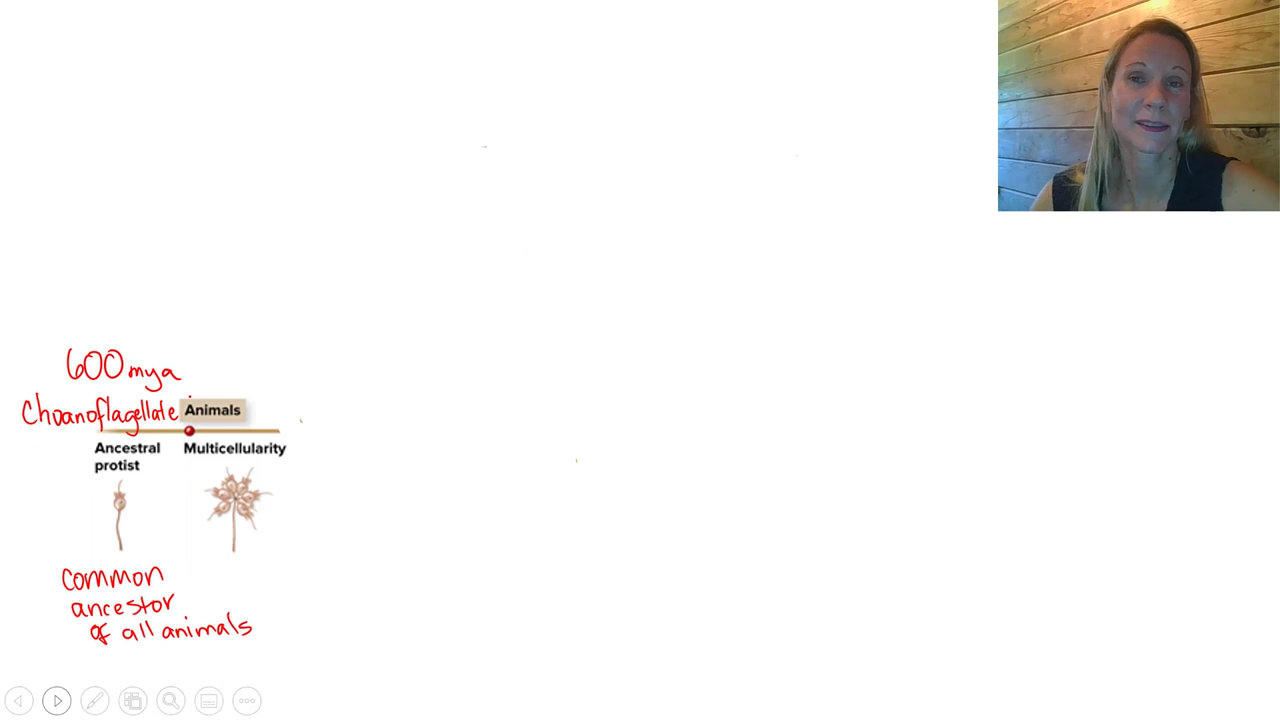 600 mya
Choanoflagellate
Animals
Ancestral
protist
Multicellularity
common
ancestor
of all animals